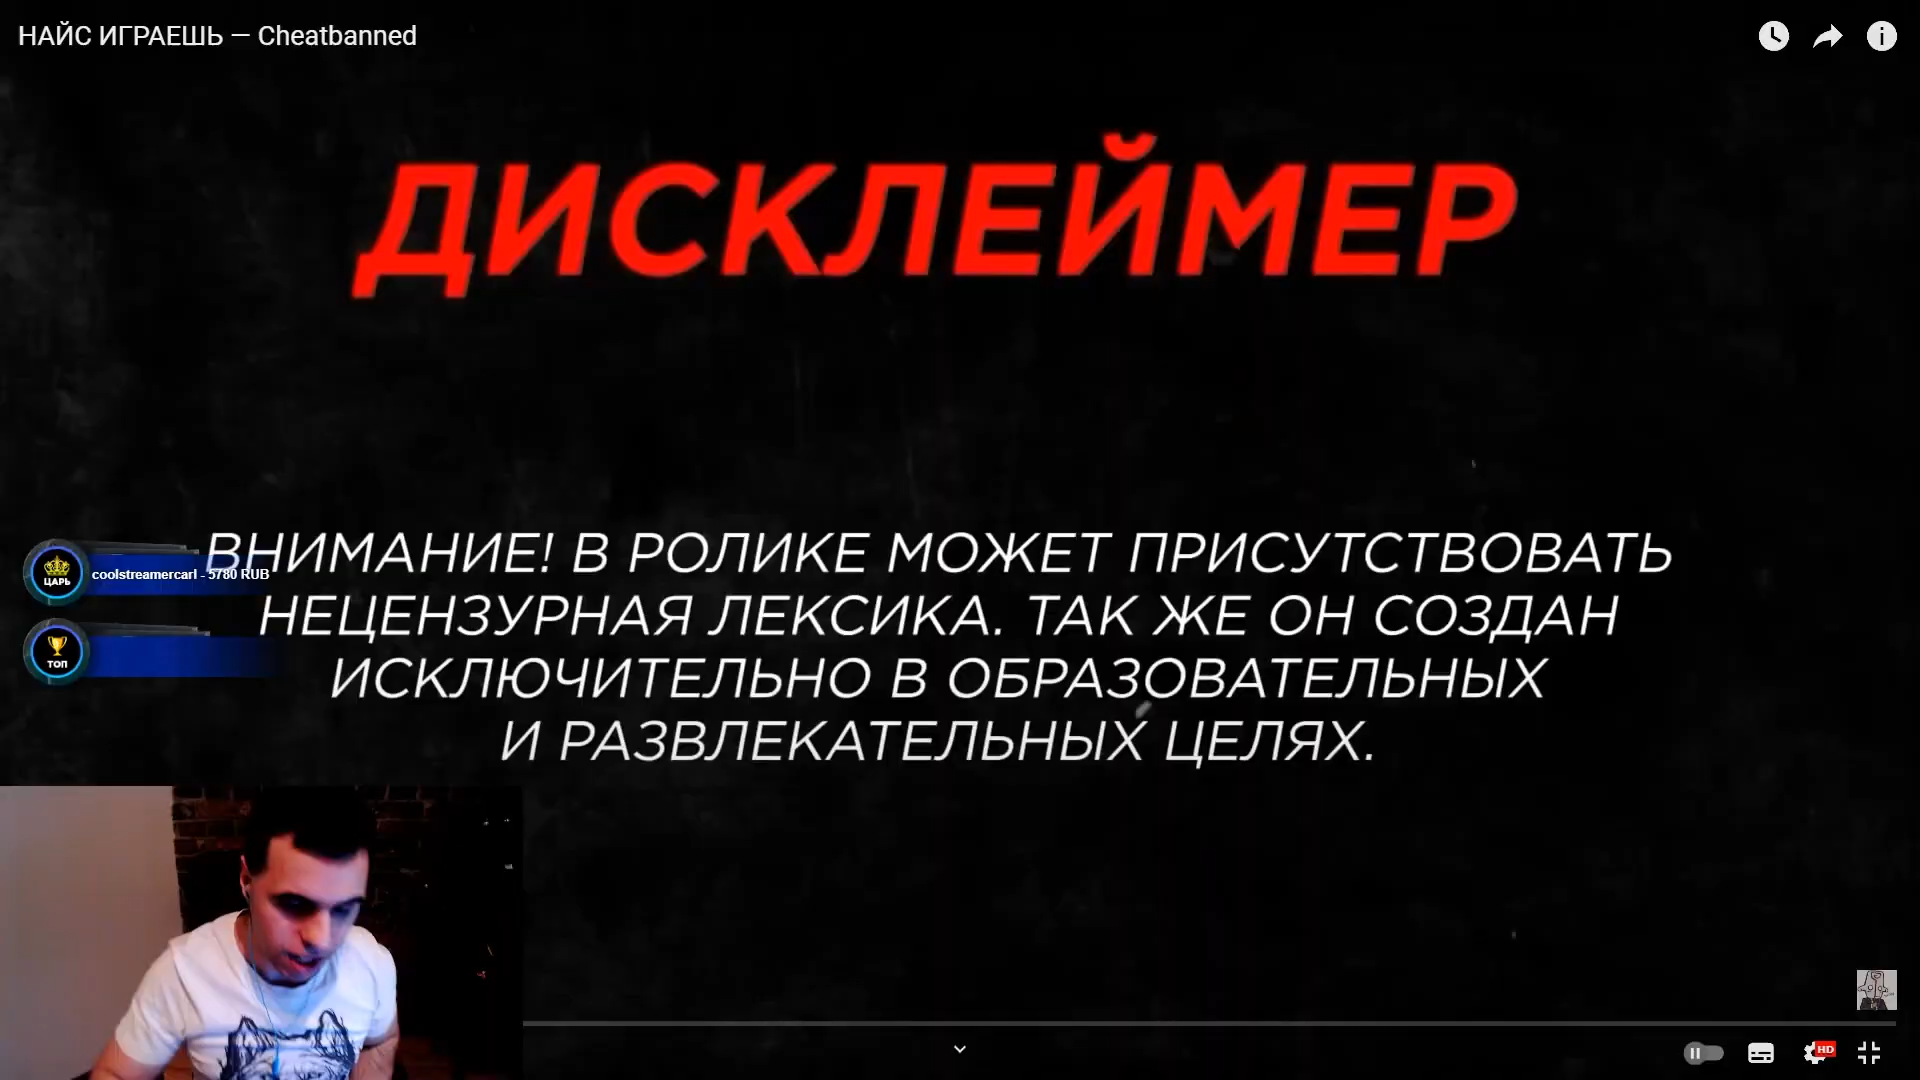 НАЙС ИГРАЕШЬ — Cheatbanned
ДИСКЛЕЙМЕР
ВНИМАНИЕ! В РОЛИКЕ МОЖЕТ ПРИСУТСТВОВАТЬ
ЦАРЬ
coolstreamercarl - 5780 RUB
НЕЦЕНЗУРНАЯ ЛЕКСИКА. ТАК ЖЕ ОН СОЗДАН
ТОП
ИСКЛЮЧИТЕЛЬНО В ОБРАЗОВАТЕЛЬНЫХ
И РАЗВЛЕКАТЕЛЬНЫХ ЦЕЛЯХ.
HD